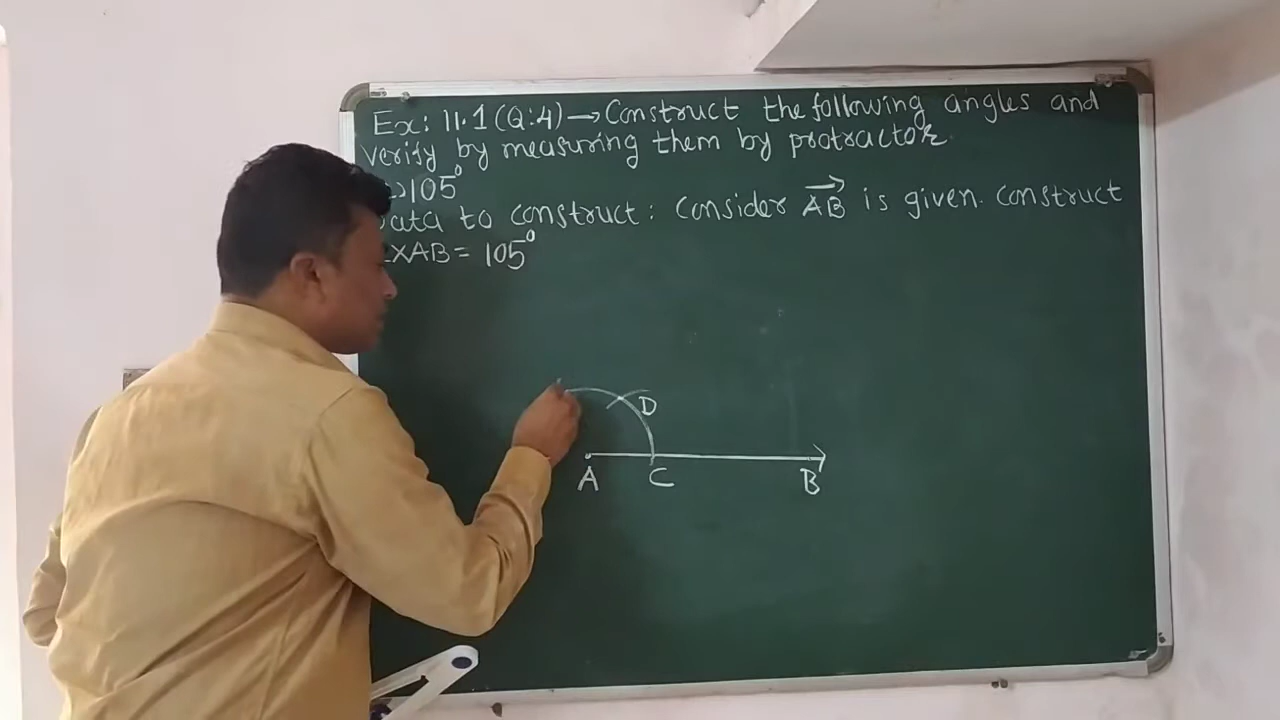 Ex: 11.1 (Q:4) → Construct the following angles and
verify by measuring them by protractor.
105°
to construct: Consider AB is given. construct
XAB = 105°
D
A C B